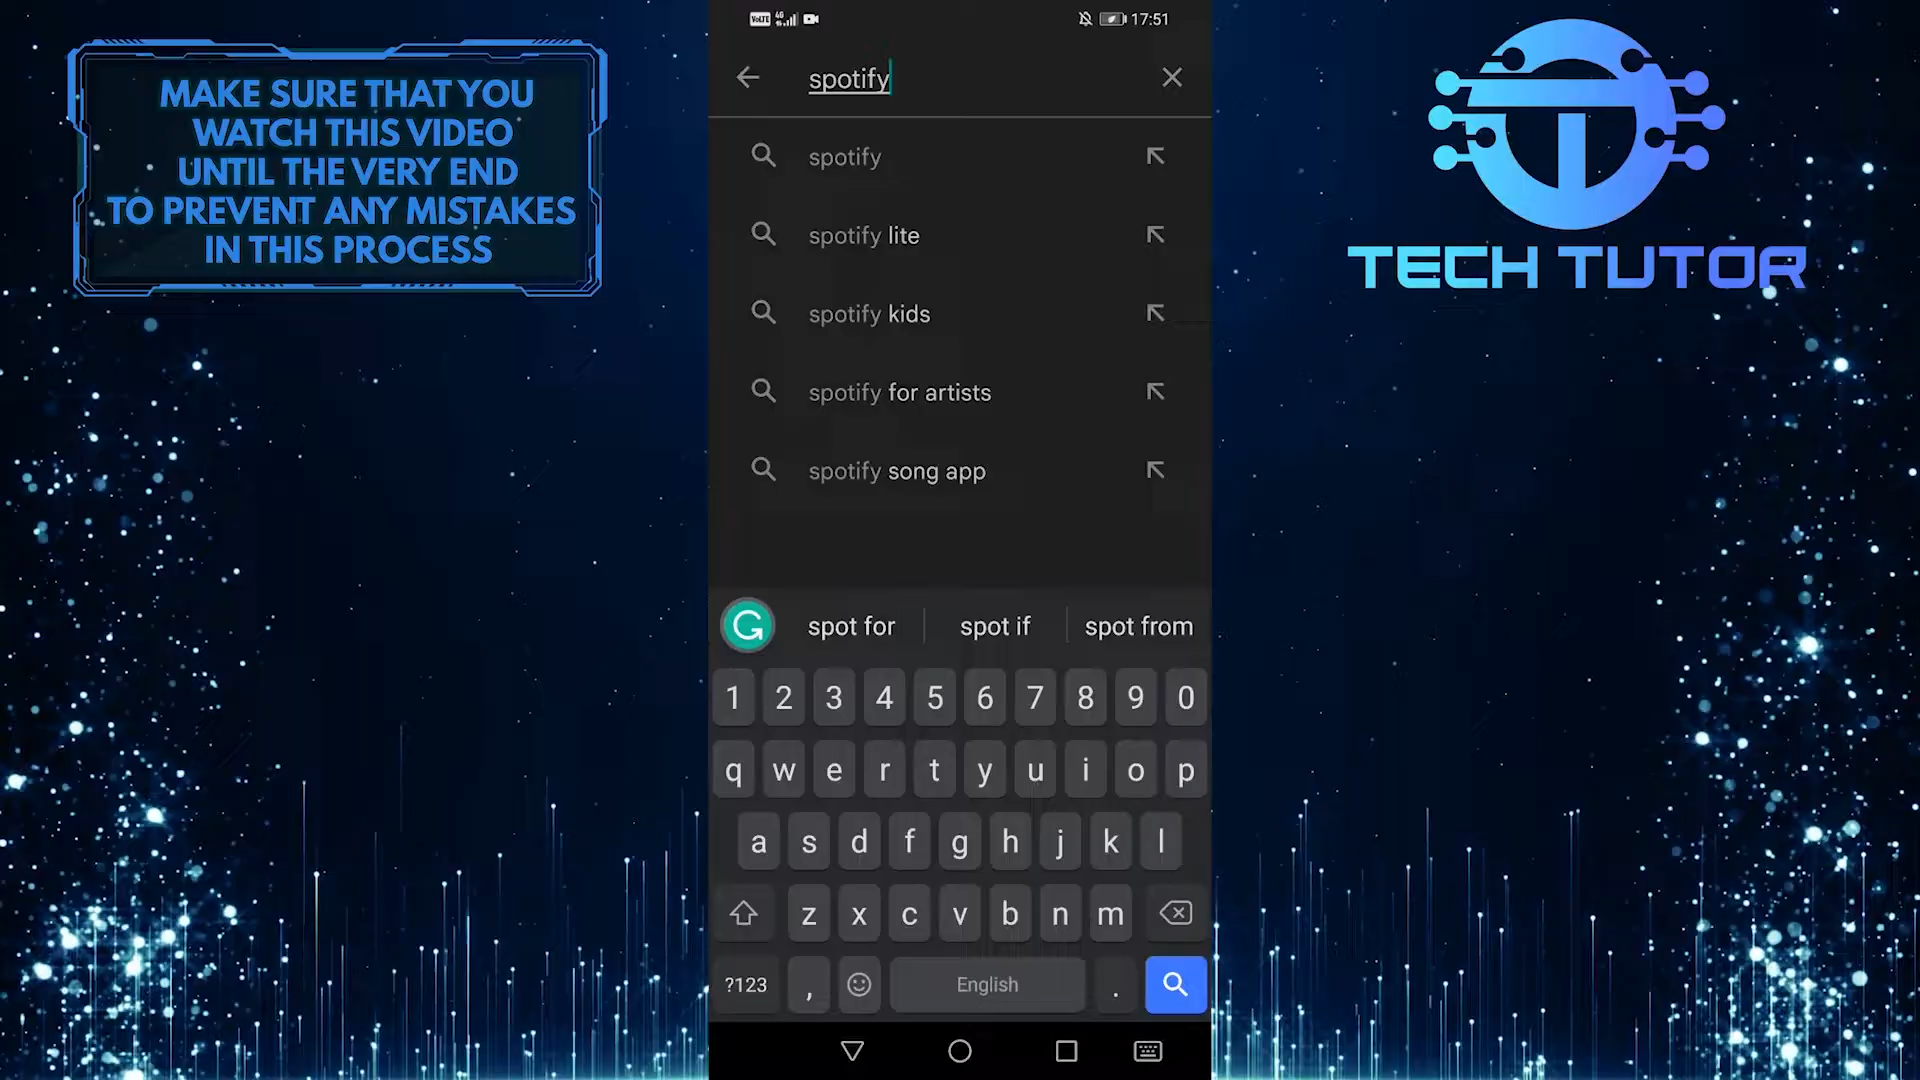 MAKE SURE THAT YOU
WATCH THIS VIDEO
UNTIL THE VERY END
TO PREVENT ANY MISTAKES
IN THIS PROCESS
VoLTE 4G 17:51
spotify
spotify
spotify lite
spotify kids
spotify for artists
spotify song app
spot for spot if spot from
1 2 3 4 5 6 7 8 9 0
q w e r t y u i o p
a s d f g h j k l
z x c v b n m
?123 , English .
TECH TUTOR